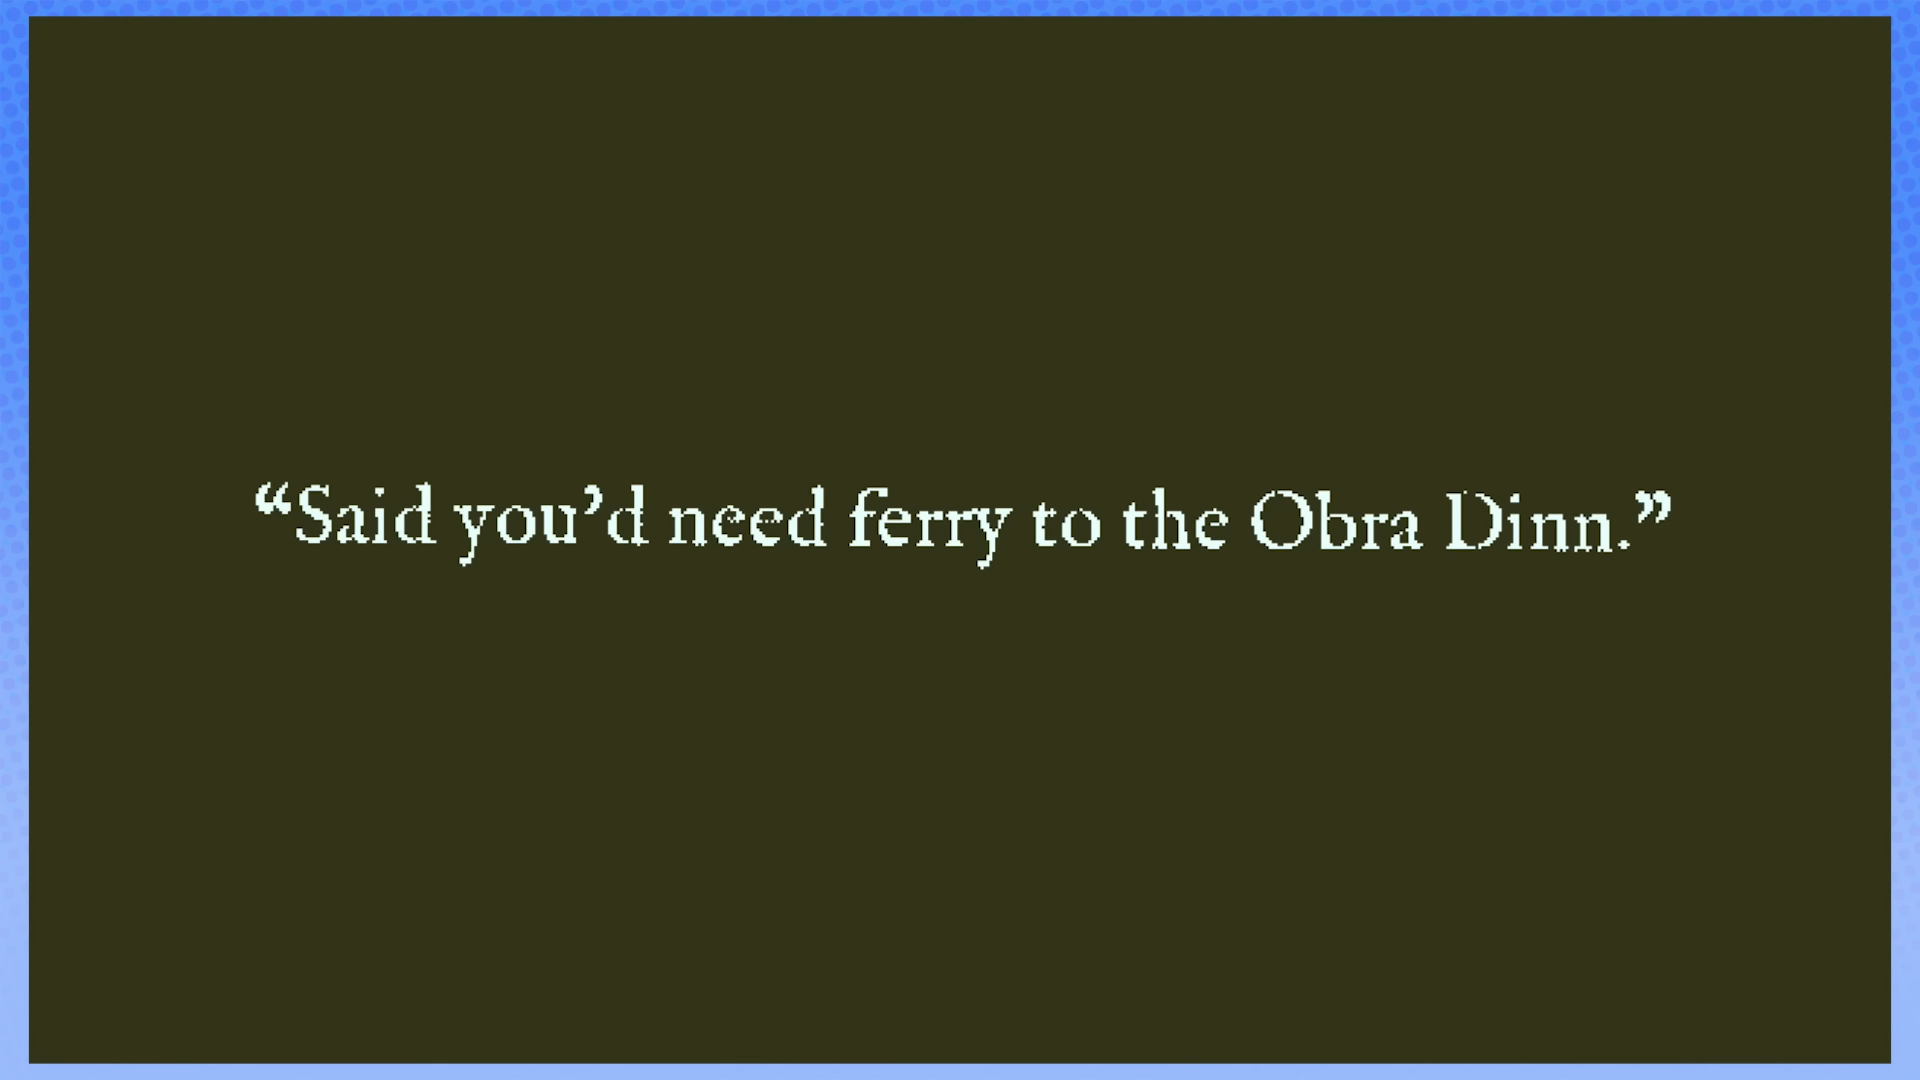 “Said you’d need ferry to the Obra Dinn.”